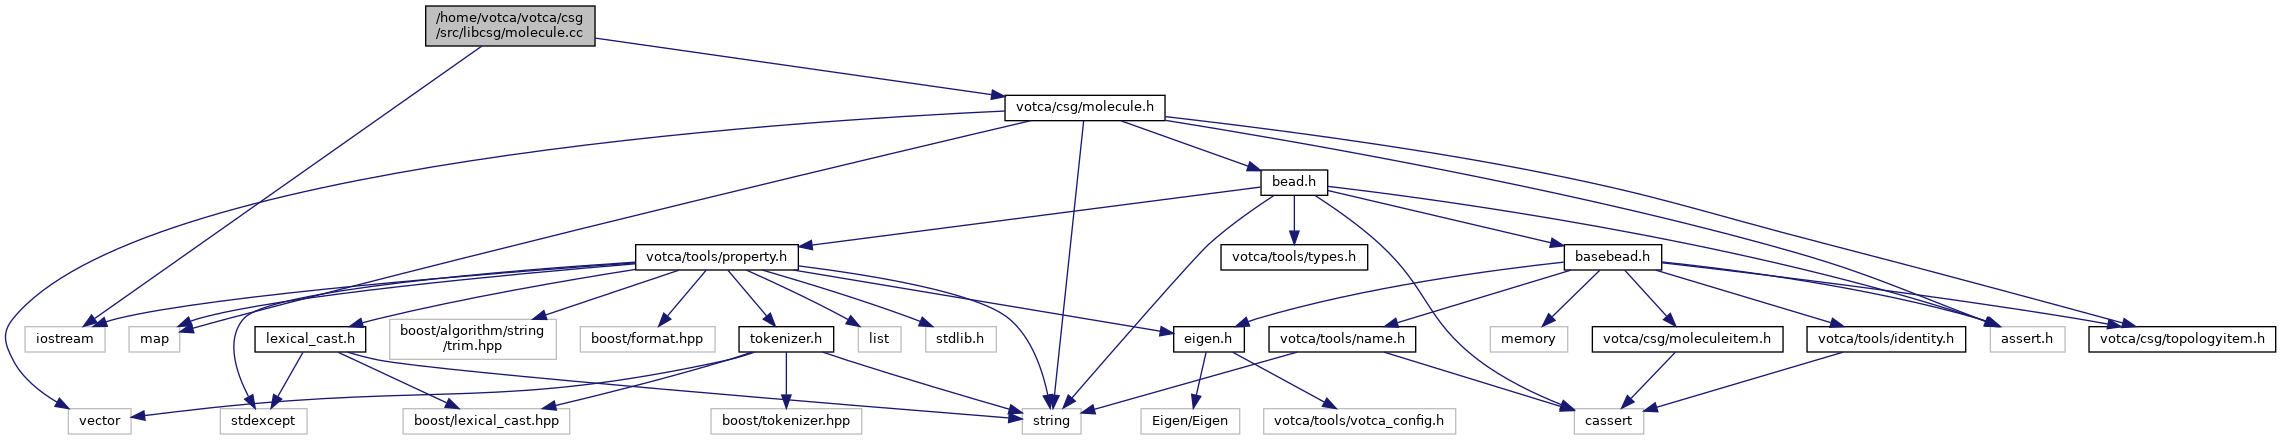 /home/votca/votca/csg
/src/libcsg/molecule.cc
votca/csg/molecule.h
bead.h
votca/tools/property.h
votca/tools/types.h
basebead.h
iostream
map
lexical_cast.h
boost/algorithm/string
/trim.hpp
boost/format.hpp
tokenizer.h
list
stdlib.h
eigen.h
votca/tools/name.h
memory
votca/csg/moleculeitem.h
votca/tools/identity.h
assert.h
votca/csg/topologyitem.h
vector
stdexcept
boost/lexical_cast.hpp
boost/tokenizer.hpp
string
Eigen/Eigen
votca/tools/votca_config.h
cassert